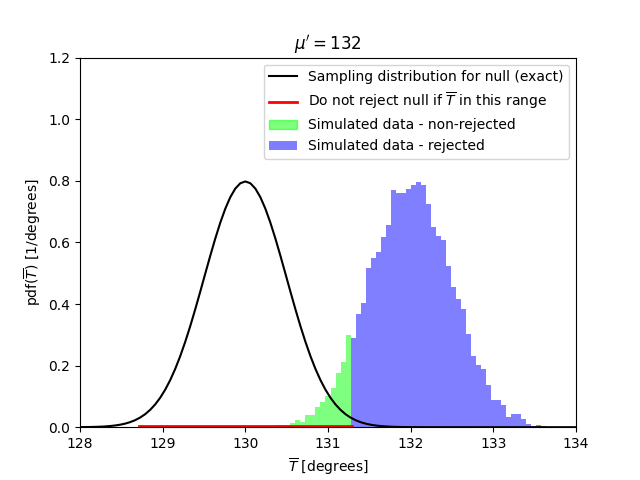 μ′ = 132
1.2
1.0
0.8
0.6
0.4
0.2
0.0
pdf(T̅) [1/degrees]
Sampling distribution for null (exact)
Do not reject null if T̅ in this range
Simulated data - non-rejected
Simulated data - rejected
128 129 130 131 132 133 134
T̅ [degrees]